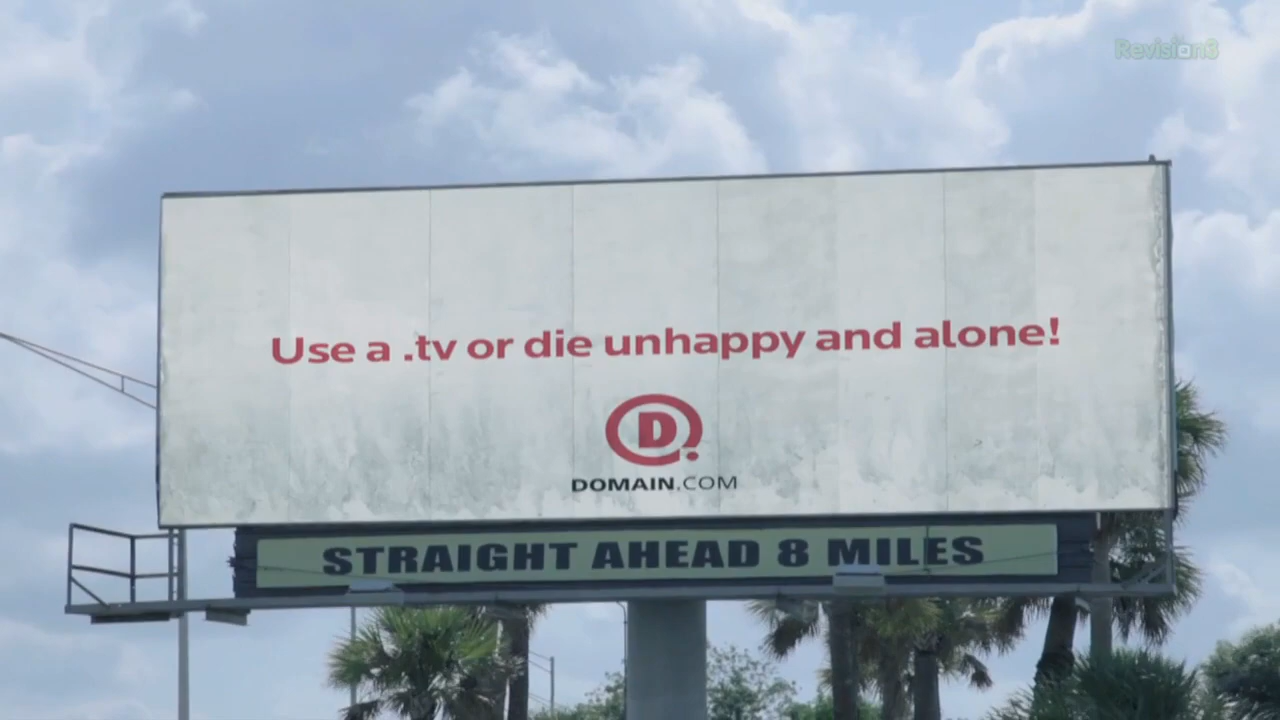 Revision3
Use a .tv or die unhappy and alone!
D
DOMAIN.COM
STRAIGHT AHEAD 8 MILES